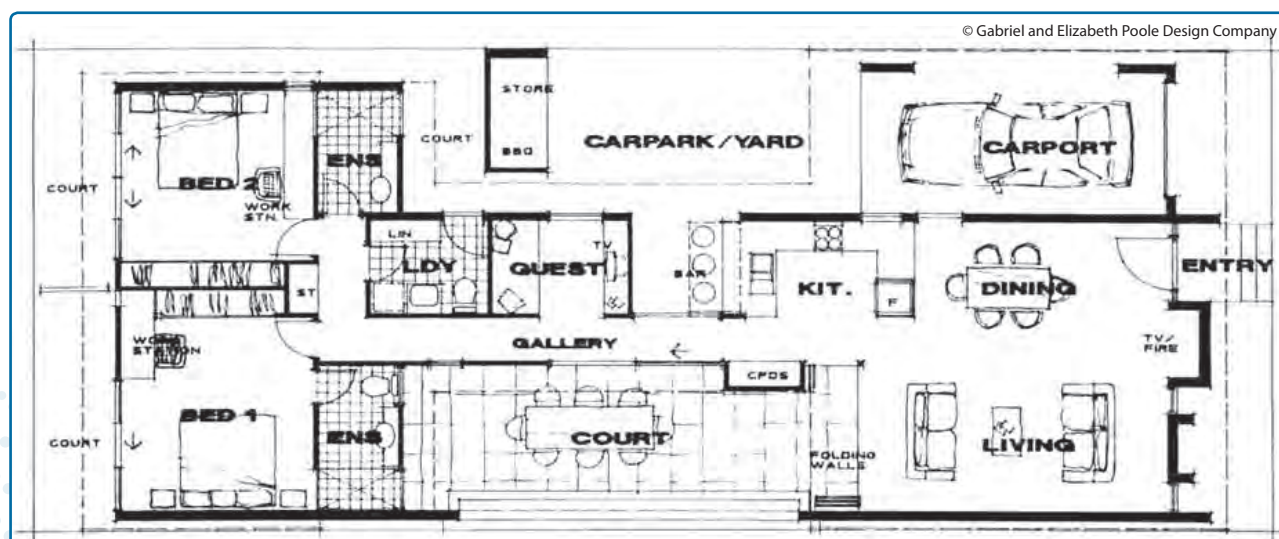 © Gabriel and Elizabeth Poole Design Company
STORE
BBQ
COURT
CARPARK/YARD
CARPORT
ENS
COURT
BED 2
WORK
STN.
LIN
LDY
GUEST
TV
BAR
KIT.
F
DINING
ENTRY
ST
WORK
STATION
GALLERY
TV/
FIRE
CPDS
COURT
BED 1
ENS
COURT
FOLDING
WALLS
LIVING